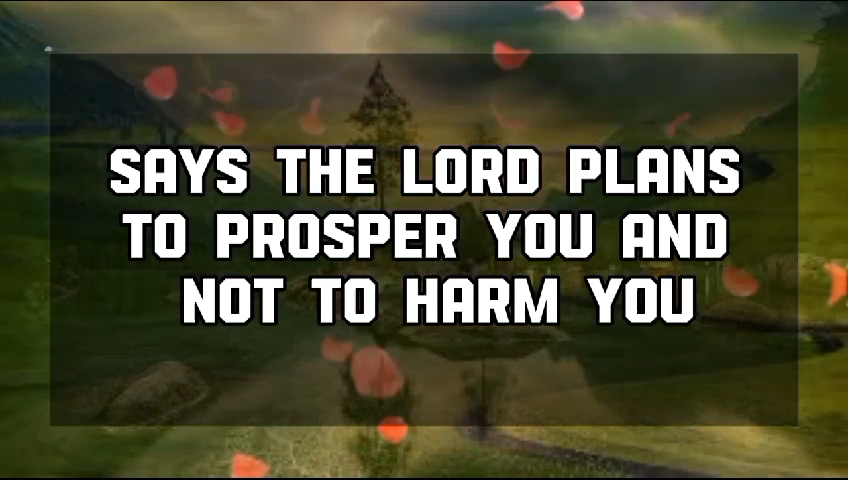 SAYS THE LORD PLANS
TO PROSPER YOU AND
NOT TO HARM YOU